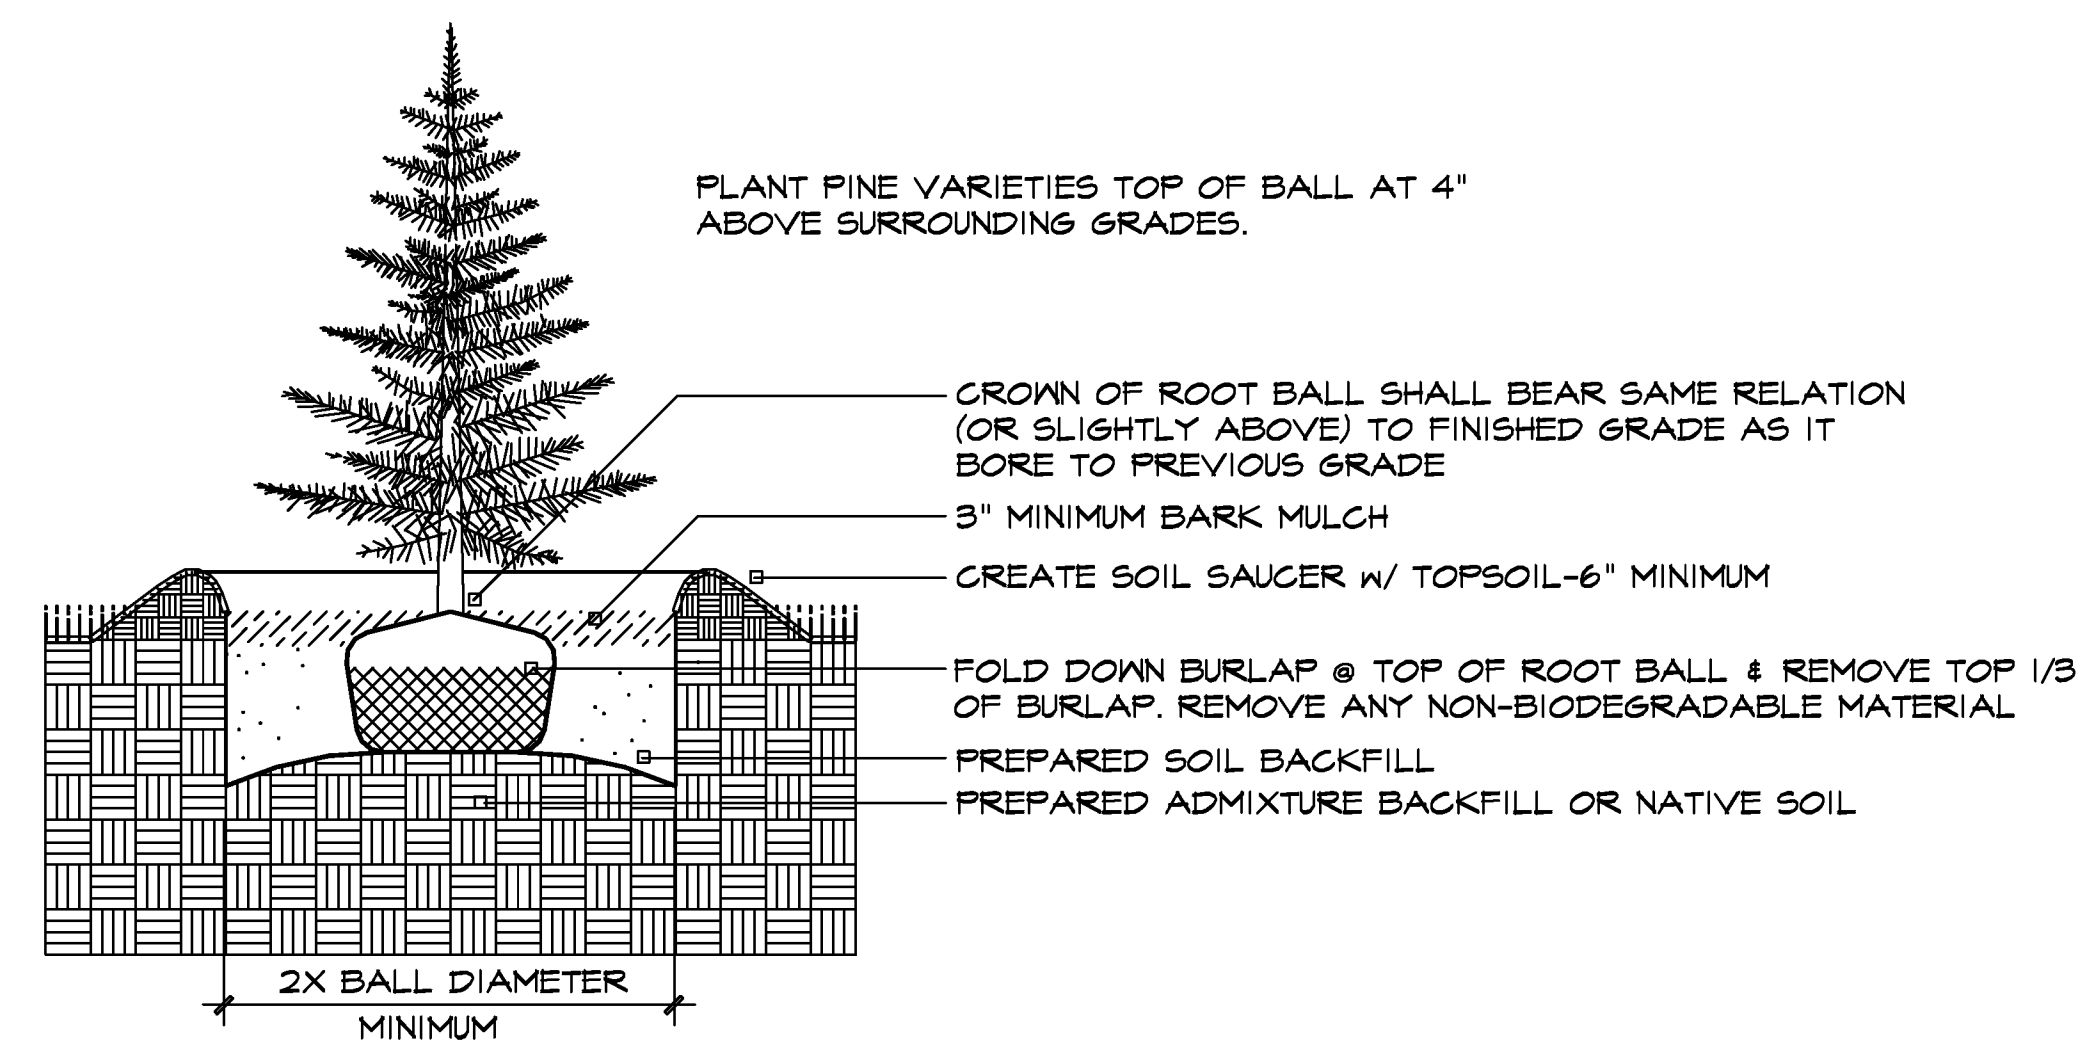 PLANT PINE VARIETIES TOP OF BALL AT 4"
ABOVE SURROUNDING GRADES.
CROWN OF ROOT BALL SHALL BEAR SAME RELATION
(OR SLIGHTLY ABOVE) TO FINISHED GRADE AS IT
BORE TO PREVIOUS GRADE
3" MINIMUM BARK MULCH
CREATE SOIL SAUCER W/ TOPSOIL-6" MINIMUM
FOLD DOWN BURLAP @ TOP OF ROOT BALL & REMOVE TOP 1/3
OF BURLAP. REMOVE ANY NON-BIODEGRADABLE MATERIAL
PREPARED SOIL BACKFILL
PREPARED ADMIXTURE BACKFILL OR NATIVE SOIL
2X BALL DIAMETER
MINIMUM